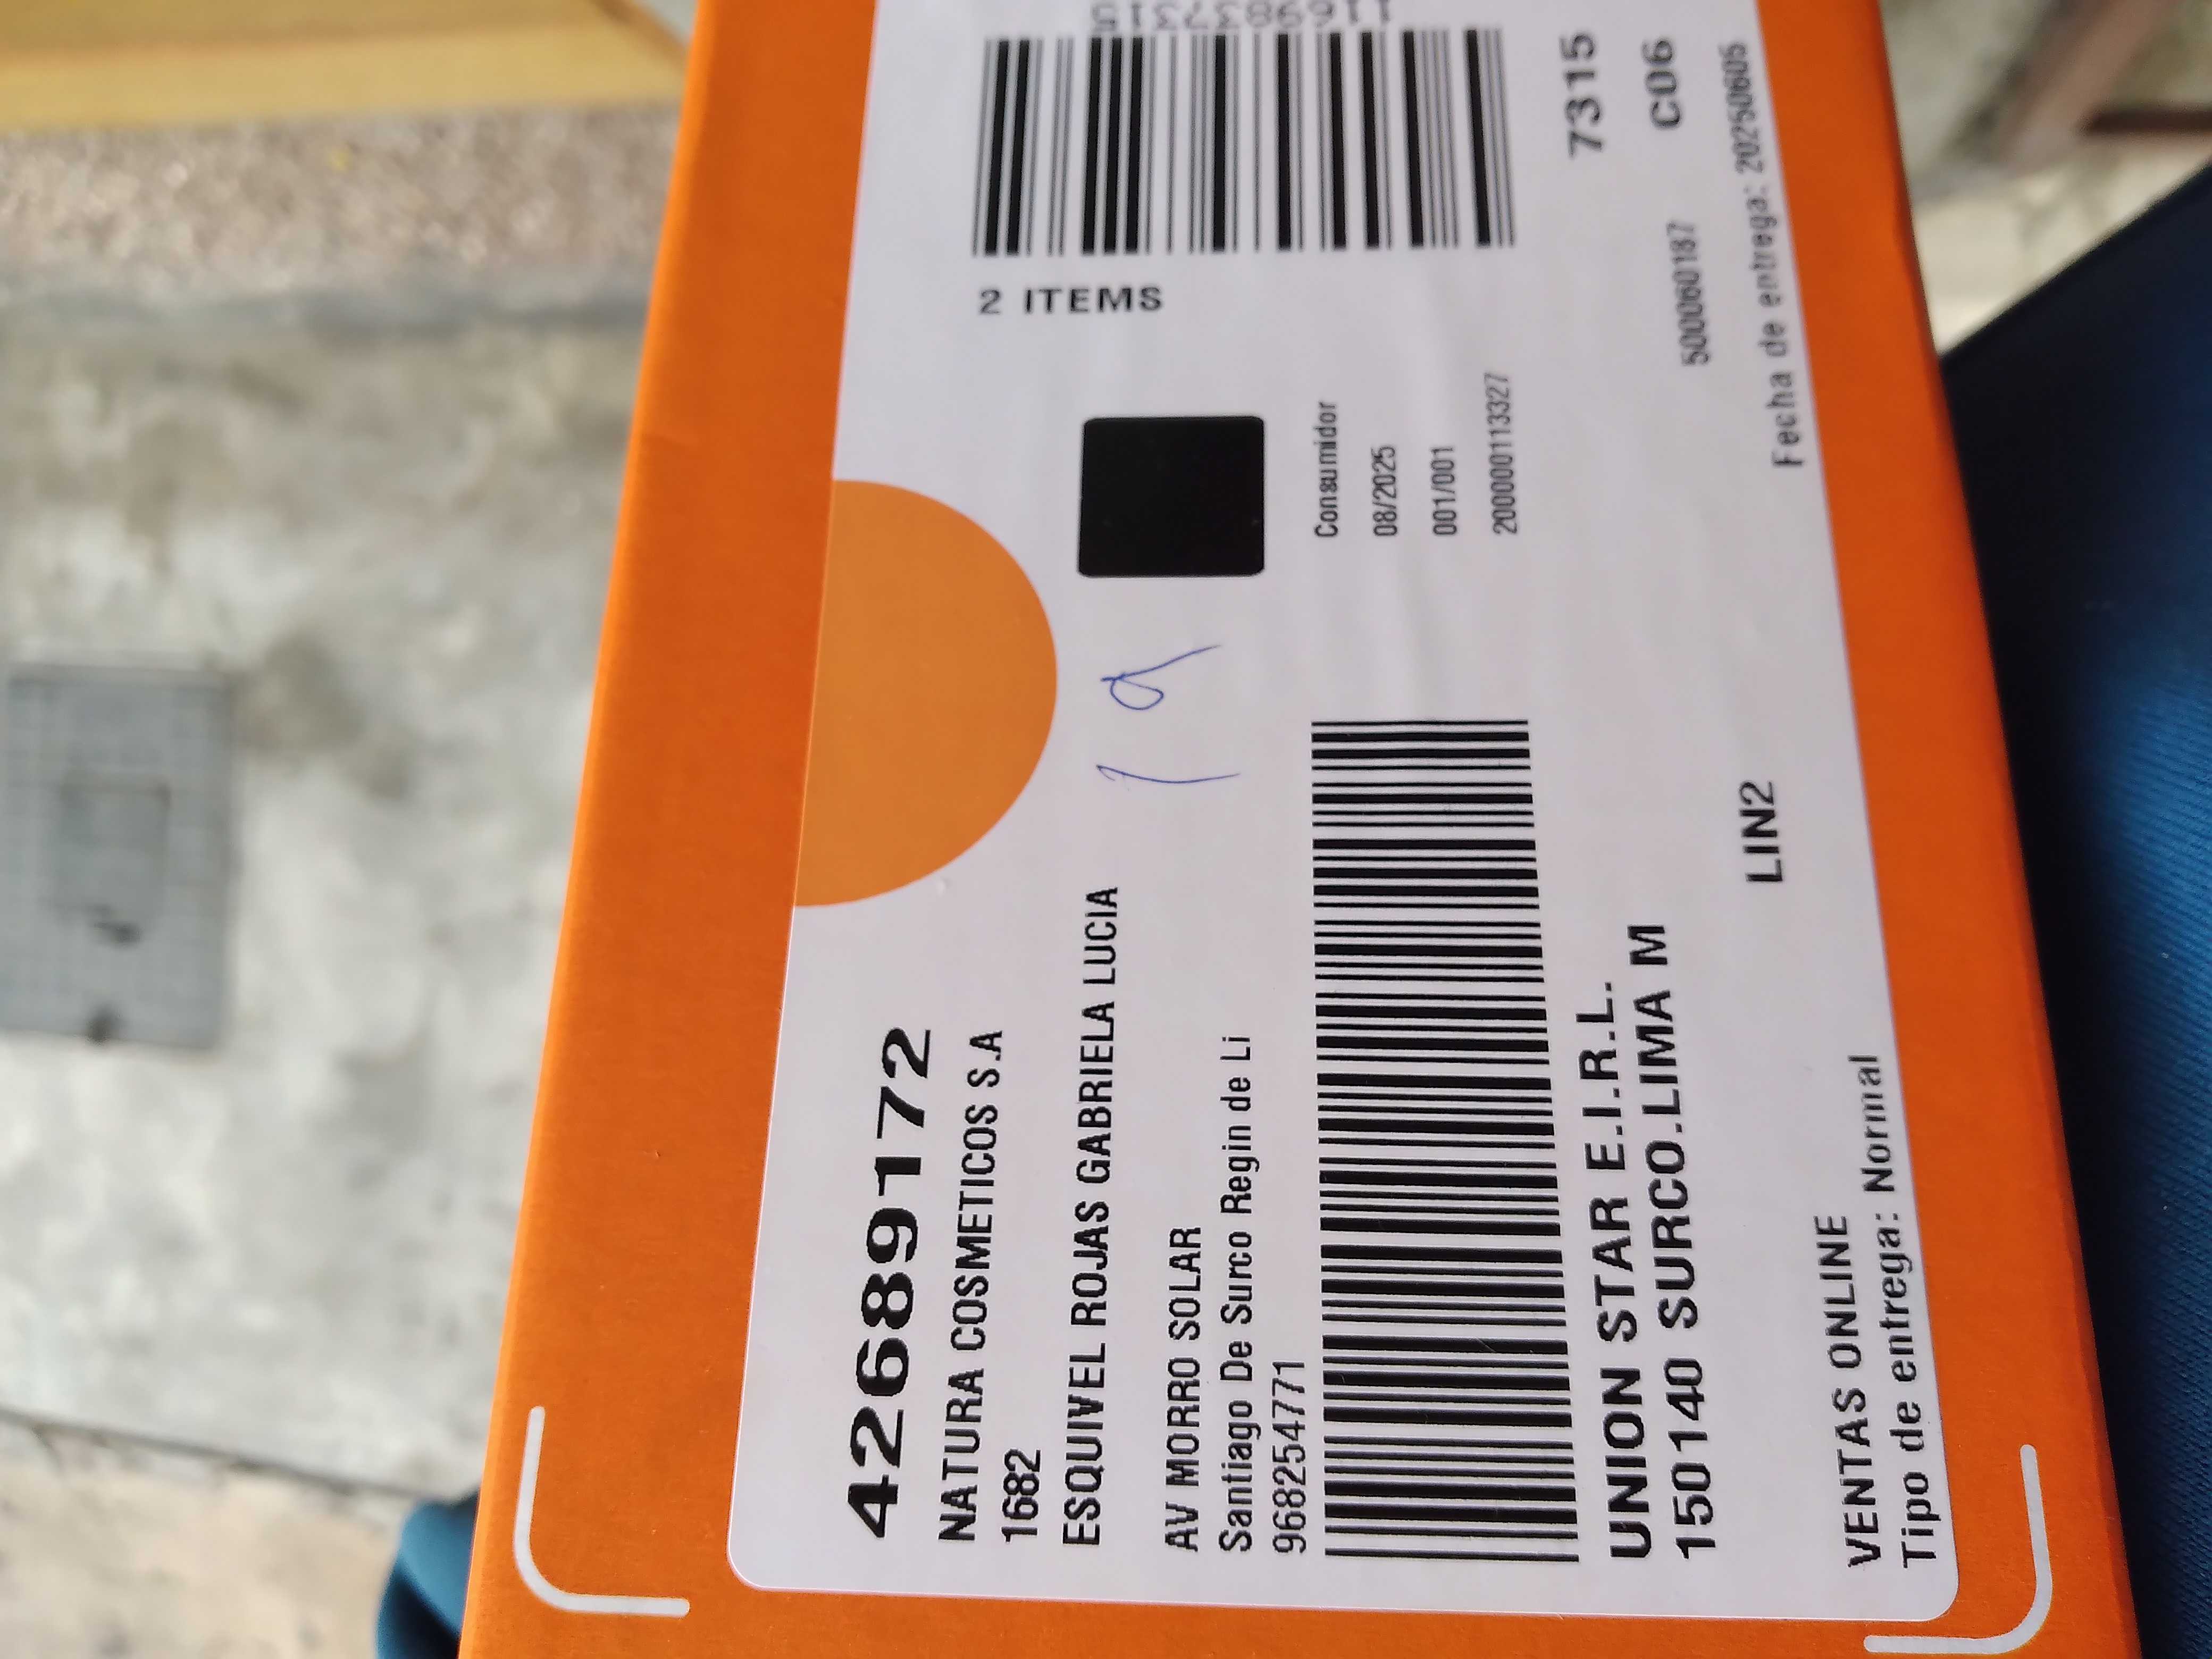 42689172
NATURA COSMETICOS S.A
1682
ESQUIVEL ROJAS GABRIELA LUCIA
AV MORRO SOLAR
Santiago De Surco Regin de Li
968254771
19
2 ITEMS
1169837315
Consumidor
08/2025
001/001
200000113327
UNION STAR E.I.R.L.
150140 SURCO.LIMA M
7315
C06
LIN2
500060187
Fecha de entrega: 20250605
VENTAS ONLINE
Tipo de entrega: Normal